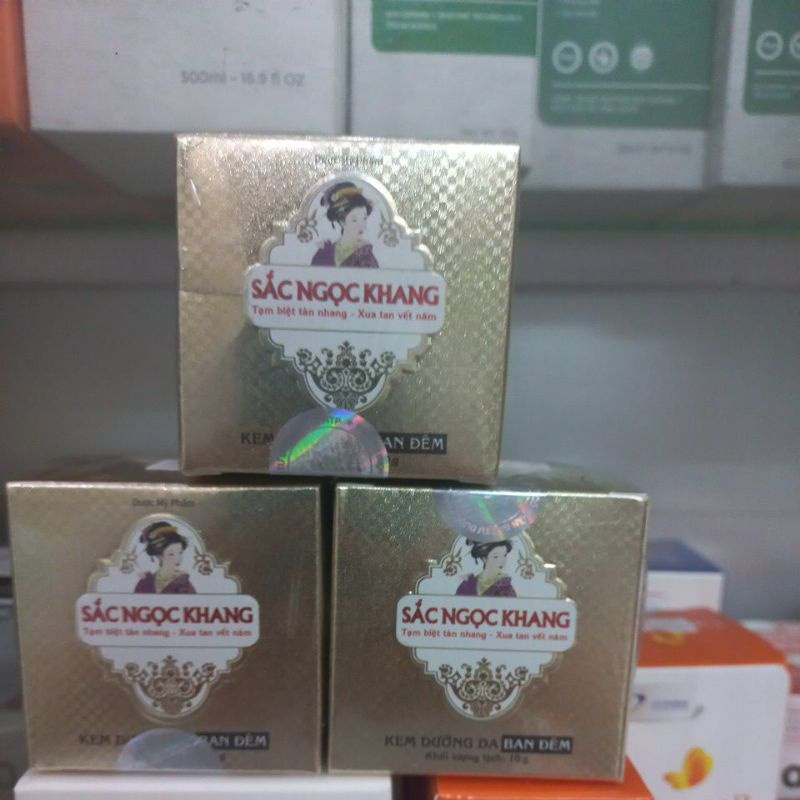 500ml - 16.9 fl OZ
Dược Mỹ Phẩm
SẮC NGỌC KHANG
Tạm biệt tàn nhang - Xua tan vết nám
KEM
BAN ĐÊM
g
Dược Mỹ Phẩm
SẮC NGỌC KHANG
Tạm biệt tàn nhang - Xua tan vết nám
KEM
BAN ĐÊM
g
SẮC NGỌC KHANG
Tạm biệt tàn nhang - Xua tan vết nám
KEM DƯỠNG DA BAN ĐÊM
Khối lượng tịnh: 10g